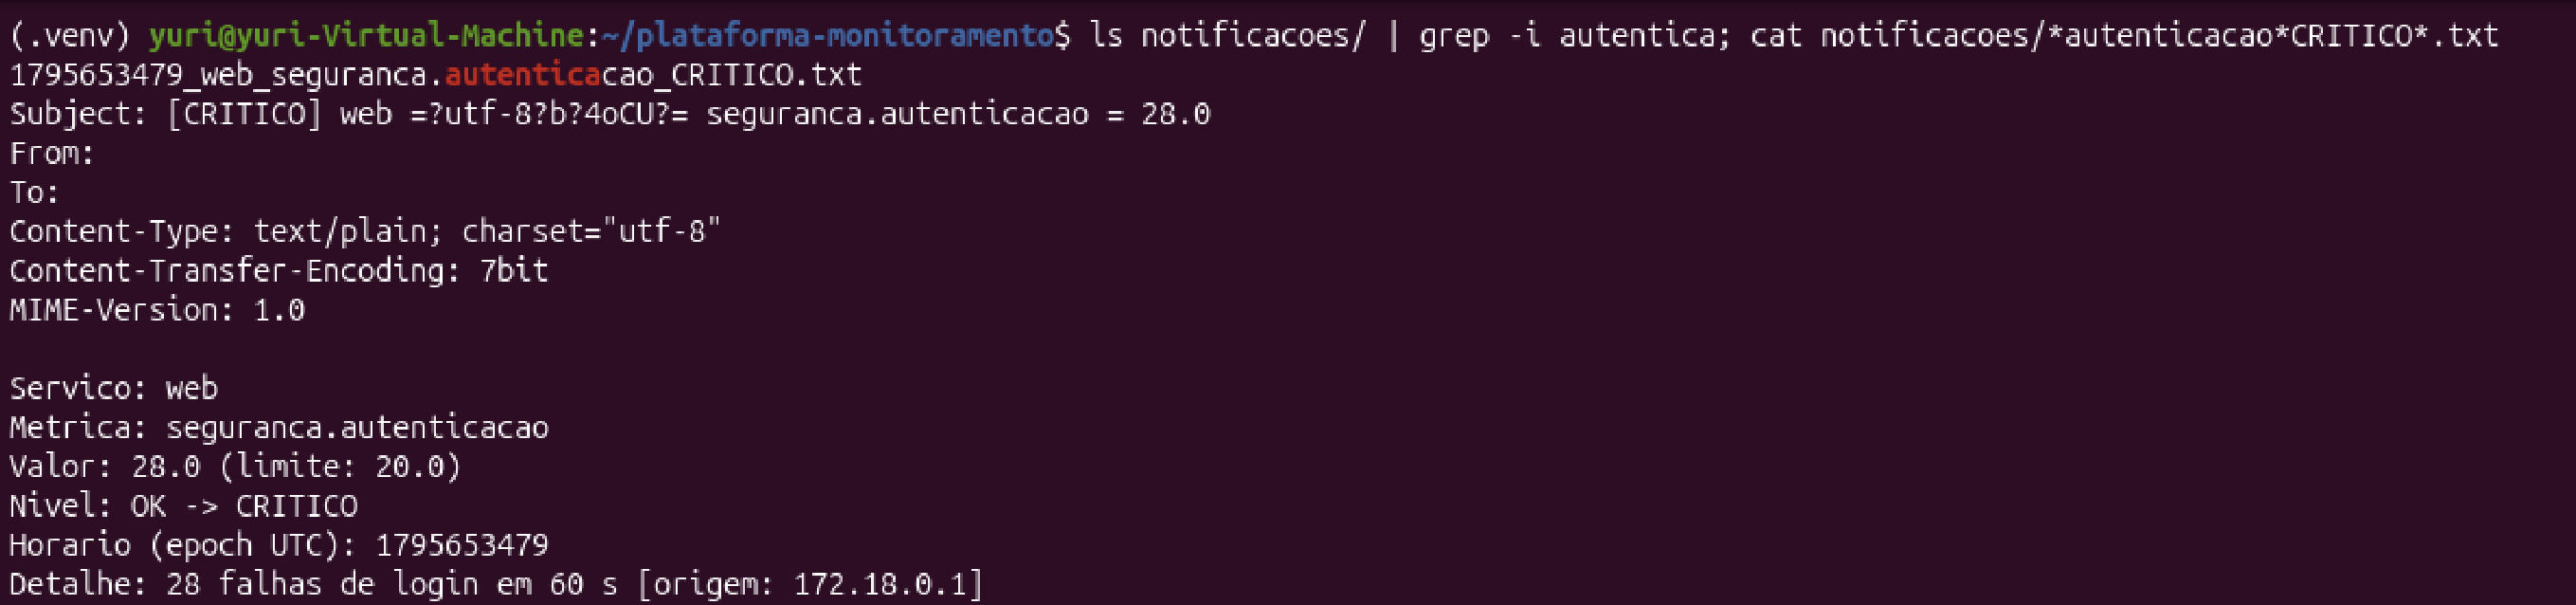 (.venv) yuri@yuri-Virtual-Machine:~/plataforma-monitoramento$ ls notificacoes/ | grep -i autentica; cat notificacoes/*autenticacao*CRITICO*.txt
1795653479_web_seguranca.autenticacao_CRITICO.txt
Subject: [CRITICO] web =?utf-8?b?4oCU?= seguranca.autenticacao = 28.0
From:
To:
Content-Type: text/plain; charset="utf-8"
Content-Transfer-Encoding: 7bit
MIME-Version: 1.0
Servico: web
Metrica: seguranca.autenticacao
Valor: 28.0 (limite: 20.0)
Nivel: OK -> CRITICO
Horario (epoch UTC): 1795653479
Detalhe: 28 falhas de login em 60 s [origem: 172.18.0.1]